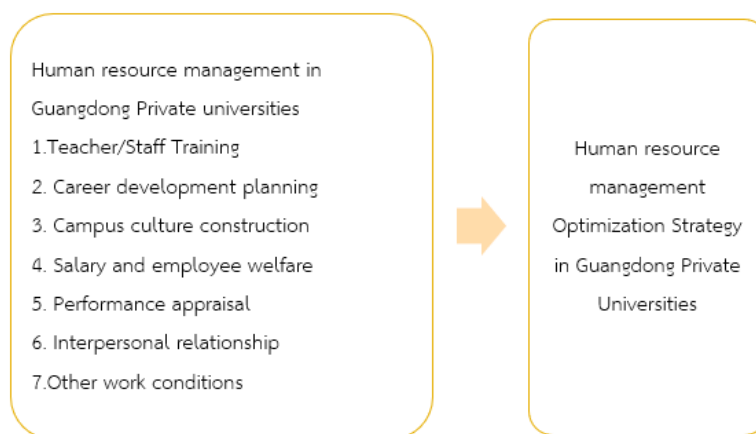 Human resource management in
Guangdong Private universities
1.Teacher/Staff Training
2. Career development planning
3. Campus culture construction
4. Salary and employee welfare
5. Performance appraisal
6. Interpersonal relationship
7.Other work conditions
Human resource
management
Optimization Strategy
in Guangdong Private
Universities